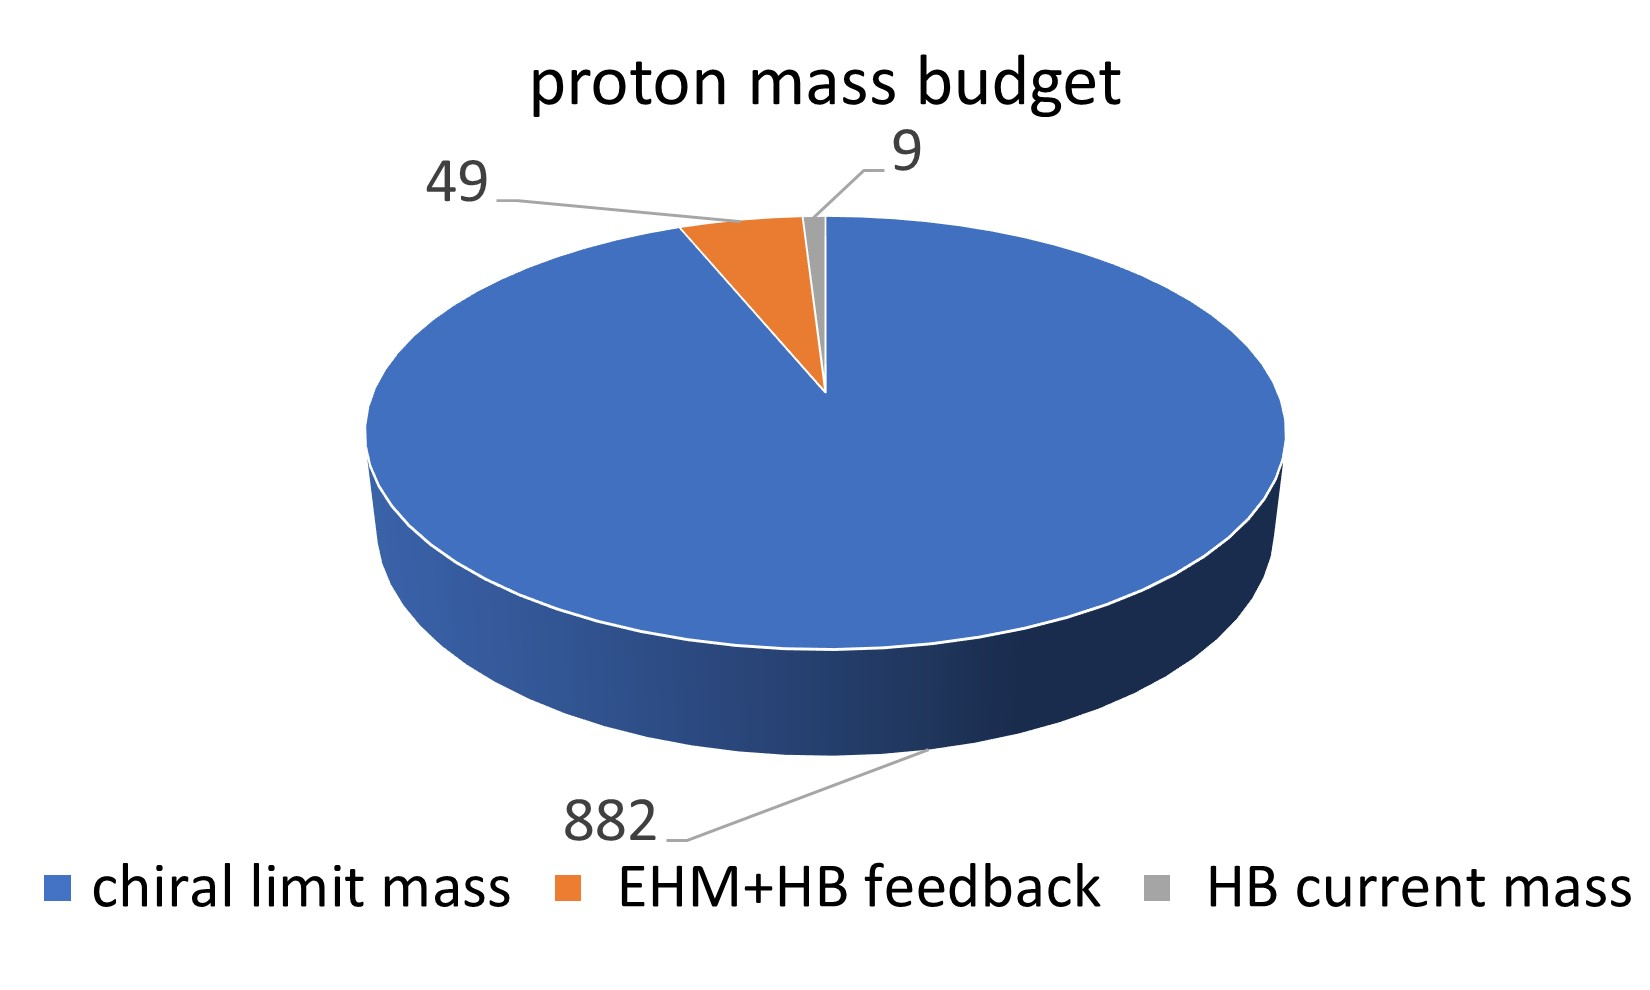 proton mass budget
9
49
882
chiral limit mass EHM+HB feedback HB current mass